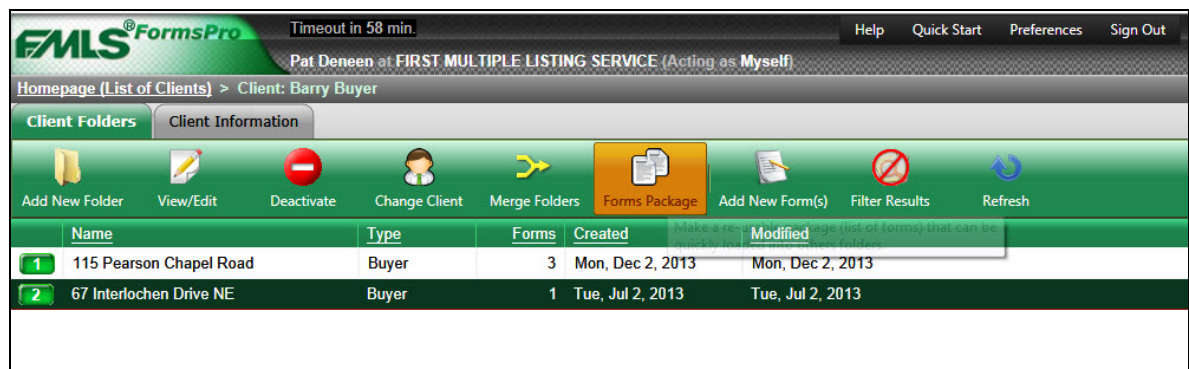 FMLS® FormsPro
Timeout in 58 min.
Help Quick Start Preferences Sign Out
Pat Deneen at FIRST MULTIPLE LISTING SERVICE (Acting as Myself)
Homepage (List of Clients) > Client: Barry Buyer
Client Folders Client Information
Add New Folder View/Edit Deactivate Change Client Merge Folders Forms Package Add New Form(s) Filter Results Refresh
Name Type Forms Created Modified
Make a re-usable package (list of forms) that can be
quickly loaded into others folders.
1 115 Pearson Chapel Road Buyer 3 Mon, Dec 2, 2013 Mon, Dec 2, 2013
2 67 Interlochen Drive NE Buyer 1 Tue, Jul 2, 2013 Tue, Jul 2, 2013